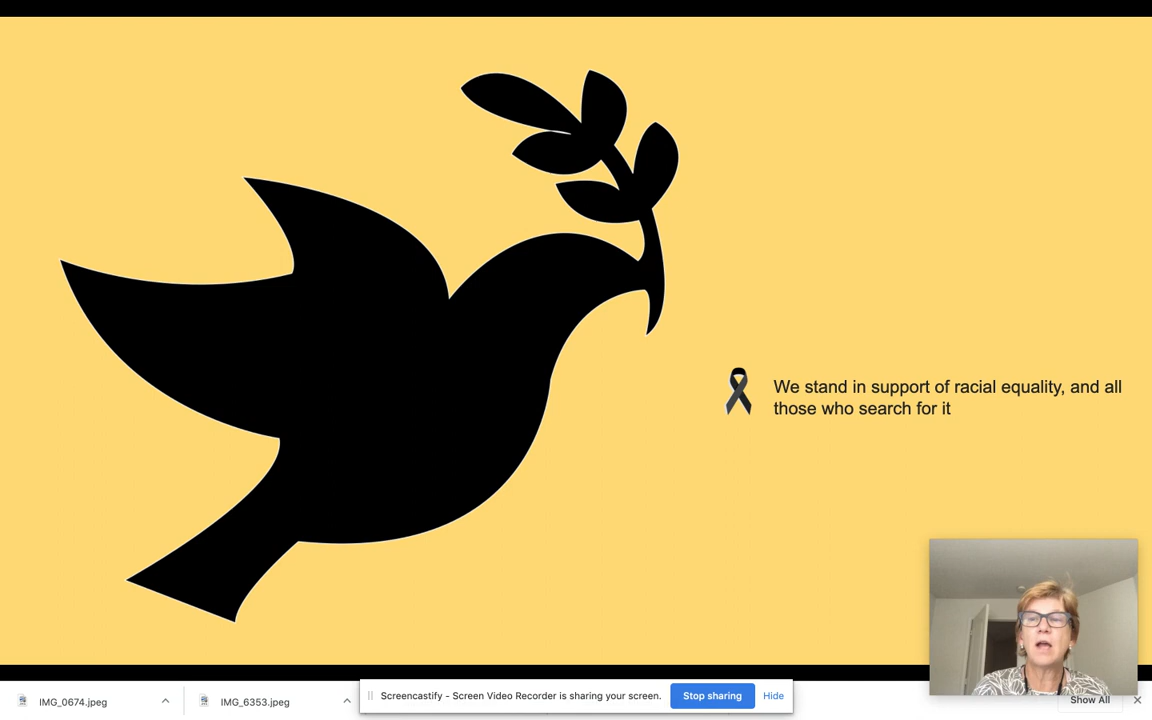 We stand in support of racial equality, and all
those who search for it
IMG_0674.jpeg
IMG_6353.jpeg
Screencastify - Screen Video Recorder is sharing your screen.
Stop sharing
Hide
Show All